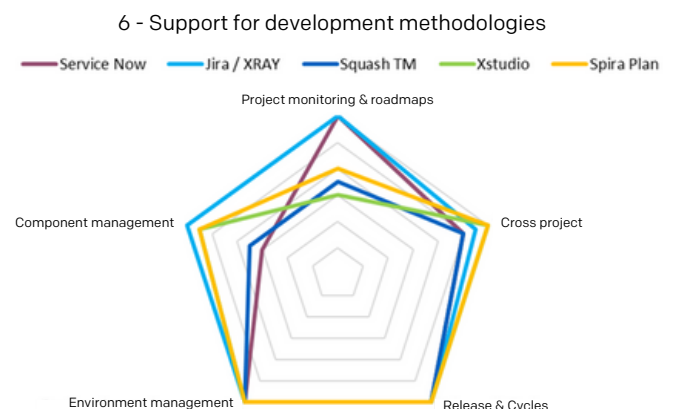 6 - Support for development methodologies
Service Now Jira / XRAY Squash TM Xstudio Spira Plan
Project monitoring & roadmaps
Component management Cross project
Environment management Release & Cycles